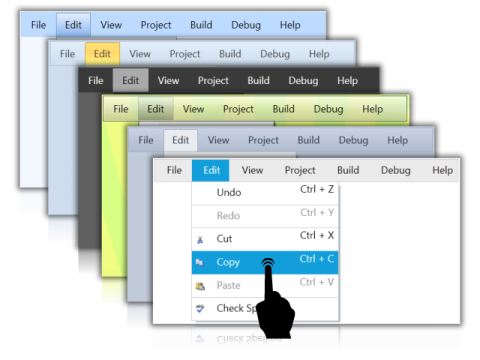 File Edit View Project Build Debug Help
File Edit View Project Build Debug Help
File Edit View Project Build Debug Help
File Edit View Project Build Debug Help
File Edit View Project Build Debug Help
File Edit View Project Build Debug Help
Undo Ctrl + Z
Redo Ctrl + Y
Cut Ctrl + X
Copy Ctrl + C
Paste Ctrl + V
Check Sp